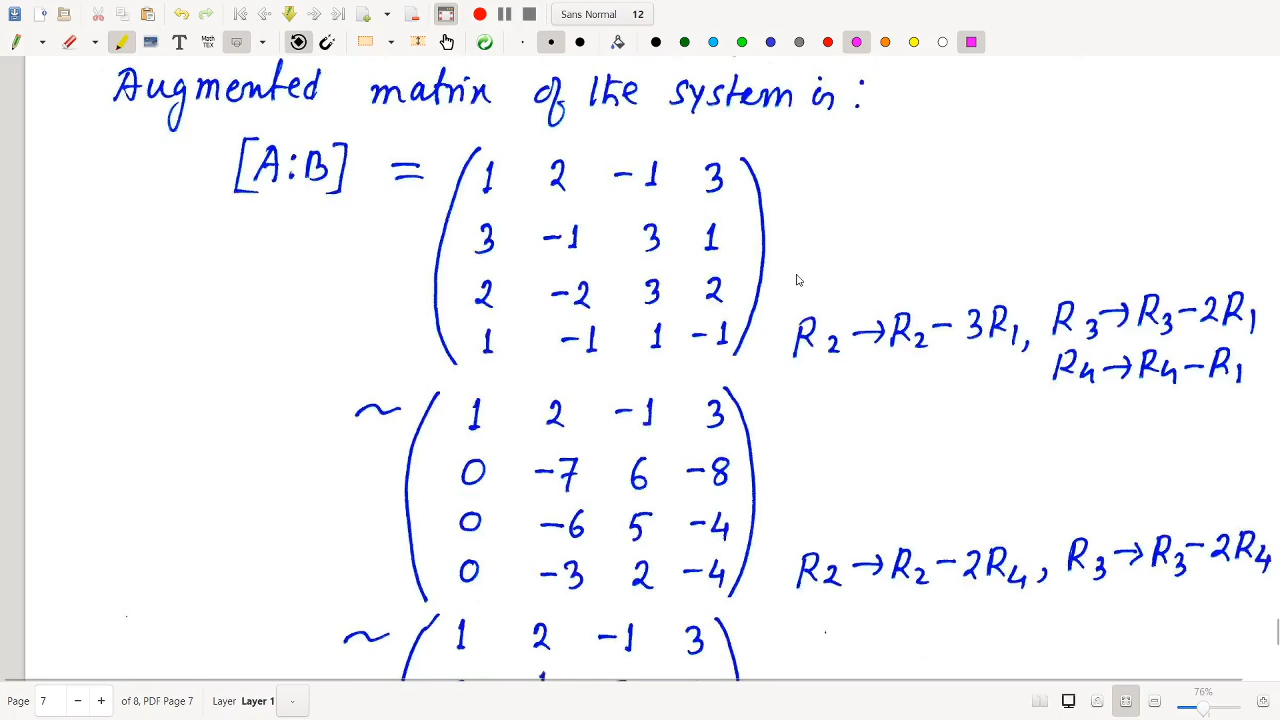 Sans Normal 12
Math TEX
Augmented matrix of the system is :
[A:B] = 1 2 -1 3
3 -1 3 1
2 -2 3 2
1 -1 1 -1
R2→R2-3R1, R3→R3-2R1
R4→R4-R1
~ 1 2 -1 3
0 -7 6 -8
0 -6 5 -4
0 -3 2 -4
R2→R2-2R4, R3→R3-2R4
~ 1 2 -1 3
Page 7 of 8, PDF Page 7 Layer Layer 1 76%